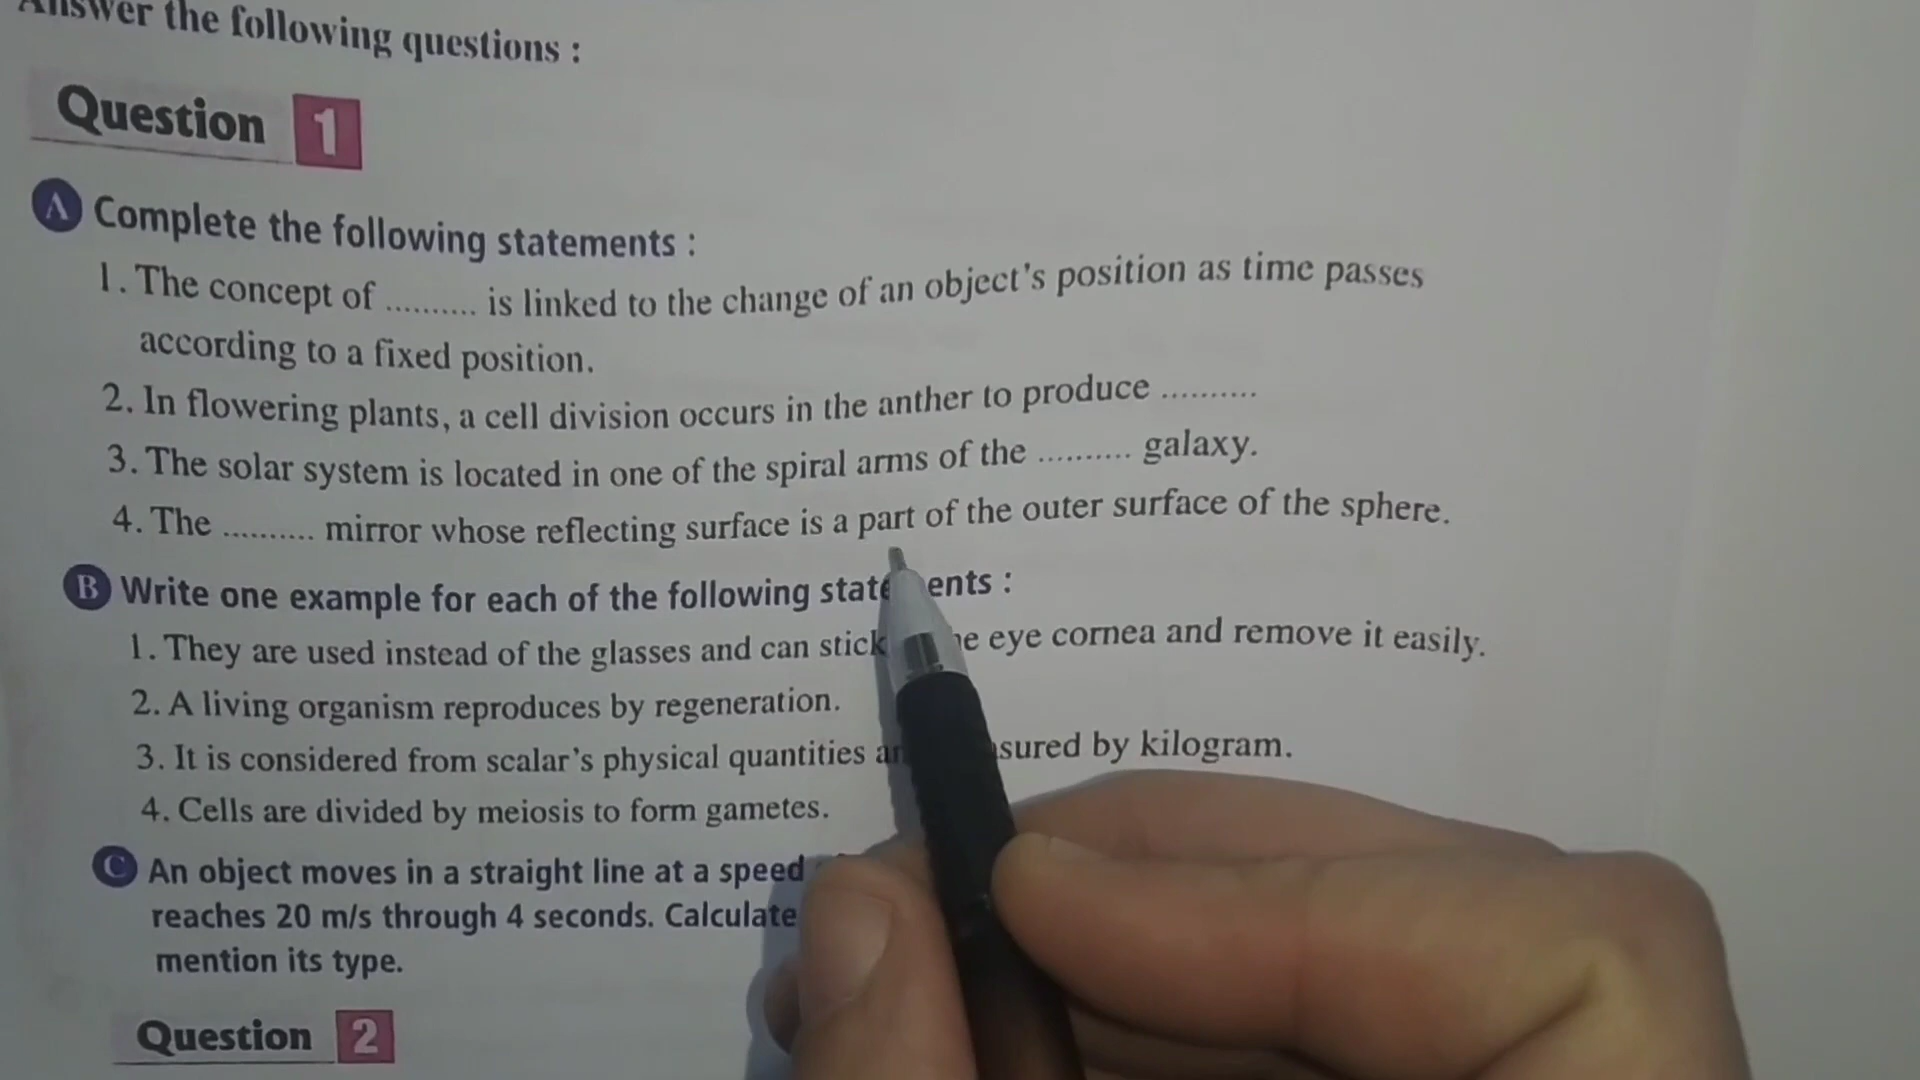 Answer the following questions :
Question 1
A Complete the following statements :
1. The concept of .......... is linked to the change of an object's position as time passes
according to a fixed position.
2. In flowering plants, a cell division occurs in the anther to produce ..........
3. The solar system is located in one of the spiral arms of the .......... galaxy.
4. The .......... mirror whose reflecting surface is a part of the outer surface of the sphere.
B Write one example for each of the following statements :
1. They are used instead of the glasses and can stick eye cornea and remove it easily.
2. A living organism reproduces by regeneration.
3. It is considered from scalar's physical quantities by kilogram.
4. Cells are divided by meiosis to form gametes.
C An object moves in a straight line at a speed
reaches 20 m/s through 4 seconds. Calculate
mention its type.
Question 2